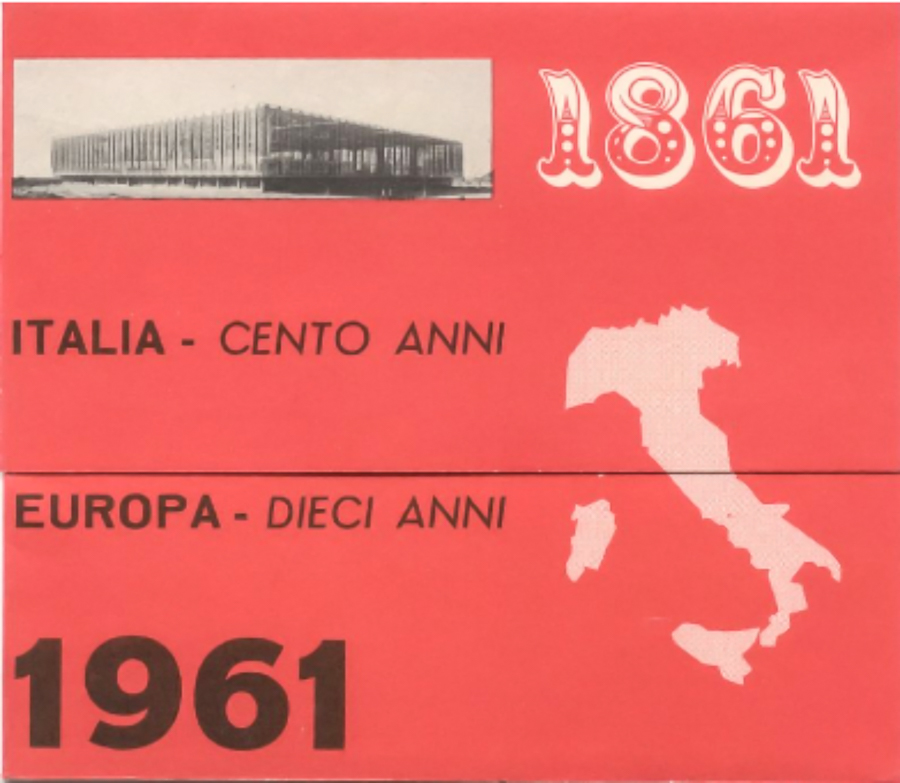 1861
ITALIA - CENTO ANNI
EUROPA - DIECI ANNI
1961